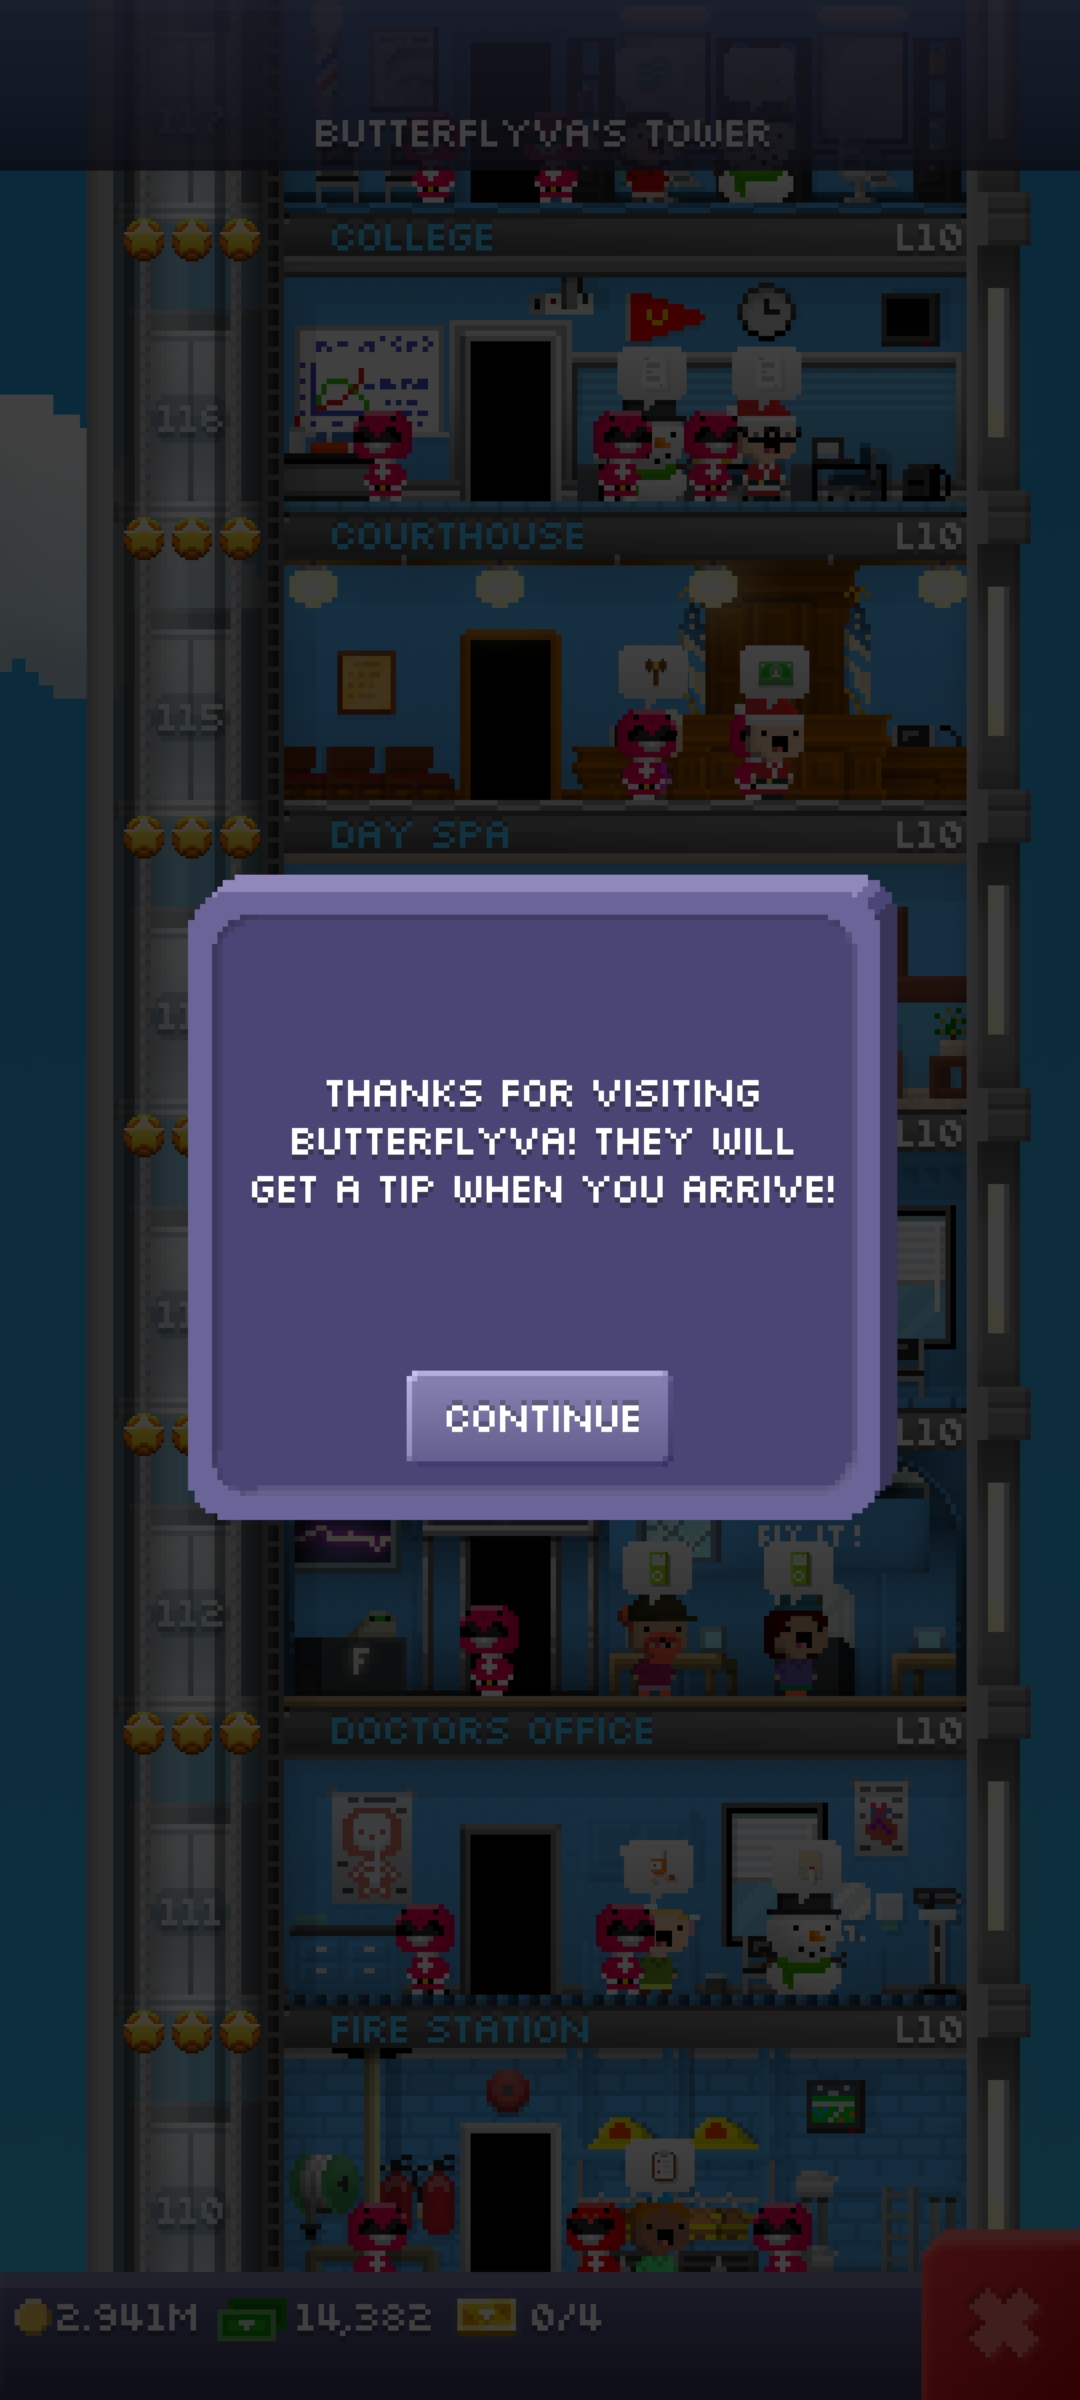 BUTTERFLYVA'S TOWER
117
COLLEGE L10
116
COURTHOUSE L10
115
DAY SPA L10
THANKS FOR VISITING
BUTTERFLYVA! THEY WILL
GET A TIP WHEN YOU ARRIVE!
CONTINUE
L10
L10
FIX IT!
112
F
DOCTORS OFFICE L10
111
FIRE STATION L10
110
2.941M 14,382 0/4